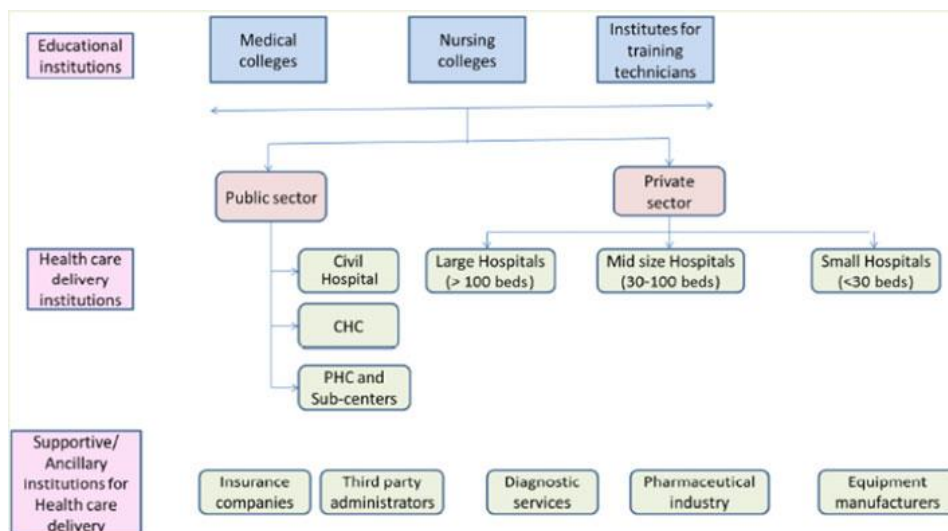 Educational
institutions
Medical
colleges
Nursing
colleges
Institutes for
training
technicians
Public sector
Private
sector
Health care
delivery
institutions
Civil
Hospital
CHC
PHC and
Sub-centers
Large Hospitals
(> 100 beds)
Mid size Hospitals
(30-100 beds)
Small Hospitals
(<30 beds)
Supportive/
Ancillary
institutions for
Health care
delivery
Insurance
companies
Third party
administrators
Diagnostic
services
Pharmaceutical
industry
Equipment
manufacturers